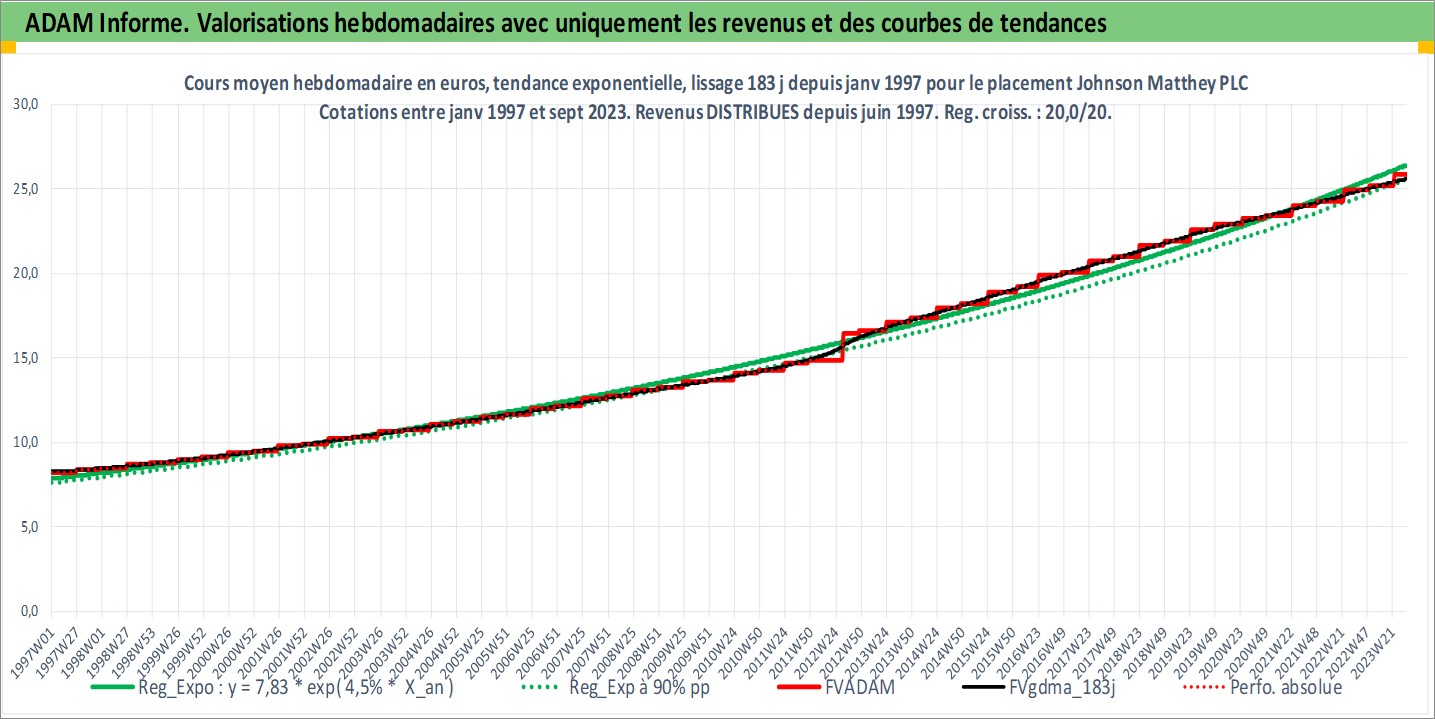 ADAM Informe. Valorisations hebdomadaires avec uniquement les revenus et des courbes de tendances
Cours moyen hebdomadaire en euros, tendance exponentielle, lissage 183 j depuis janv 1997 pour le placement Johnson Matthey PLC
Cotations entre janv 1997 et sept 2023. Revenus DISTRIBUES depuis juin 1997. Reg. croiss. : 20,0/20.
30,0
25,0
20,0
15,0
10,0
5,0
0,0
1997W01
1997W27
1998W01
1998W27
1998W53
1999W26
1999W52
2000W26
2000W52
2001W26
2001W52
2002W26
2002W52
2003W26
2003W52
2004W26
2004W52
2005W25
2005W51
2006W25
2006W51
2007W25
2007W51
2008W25
2008W51
2009W25
2009W51
2010W24
2010W50
2011W24
2011W50
2012W24
2012W50
2013W24
2013W50
2014W24
2014W50
2015W24
2015W50
2016W23
2016W49
2017W23
2017W49
2018W23
2018W49
2019W23
2019W49
2020W23
2020W49
2021W22
2021W48
2022W21
2022W47
2023W21
Reg_Expo : y = 7,83 * exp( 4,5% * X_an )
Reg_Exp à 90% pp
FVADAM
FVgdma_183j
Perfo. absolue